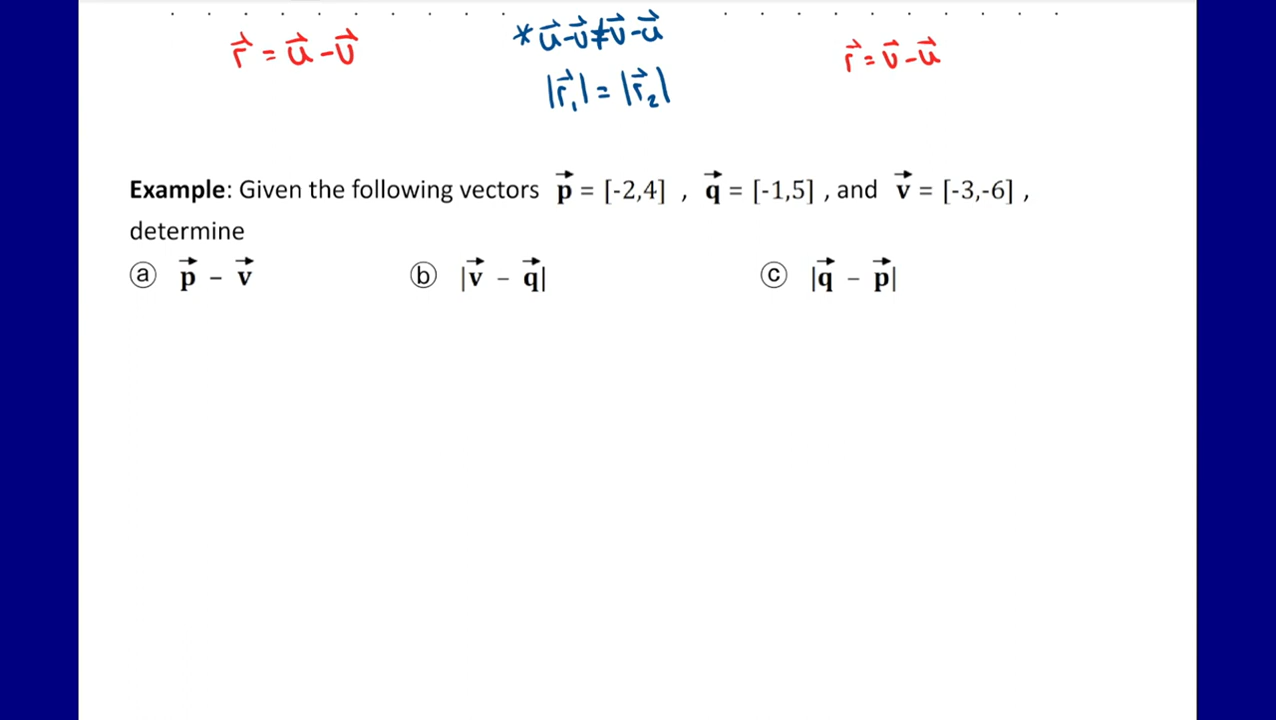 r⃗ = u⃗ - v⃗
* u⃗ - v⃗ ≠ v⃗ - u⃗
r⃗ = v⃗ - u⃗
|r⃗₁| = |r⃗₂|
Example: Given the following vectors p⃗ = [-2,4] , q⃗ = [-1,5] , and v⃗ = [-3,-6] ,
determine
ⓐ p⃗ – v⃗ ⓑ |v⃗ – q⃗| ⓒ |q⃗ – p⃗|